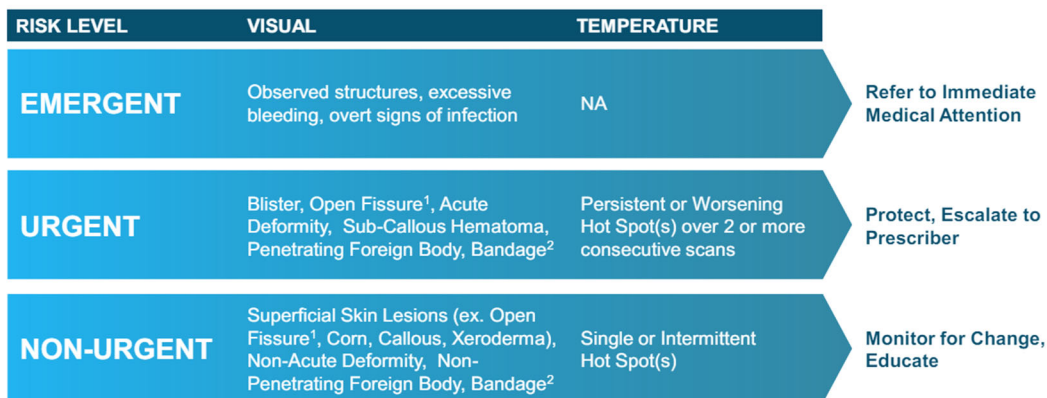 RISK LEVEL VISUAL TEMPERATURE
EMERGENT
Observed structures, excessive
bleeding, overt signs of infection
NA
Refer to Immediate
Medical Attention
URGENT
Blister, Open Fissure¹, Acute
Deformity, Sub-Callous Hematoma,
Penetrating Foreign Body, Bandage²
Persistent or Worsening
Hot Spot(s) over 2 or more
consecutive scans
Protect, Escalate to
Prescriber
NON-URGENT
Superficial Skin Lesions (ex. Open
Fissure¹, Corn, Callous, Xeroderma),
Non-Acute Deformity, Non-
Penetrating Foreign Body, Bandage²
Single or Intermittent
Hot Spot(s)
Monitor for Change,
Educate